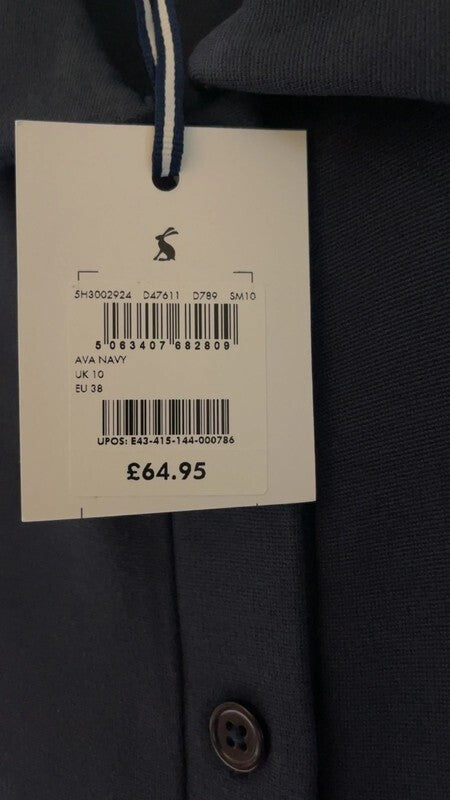 5H3002924 D47611 D789 SM10
5 063407 682809
AVA NAVY
UK 10
EU 38
UPOS: E43-415-144-000786
£64.95